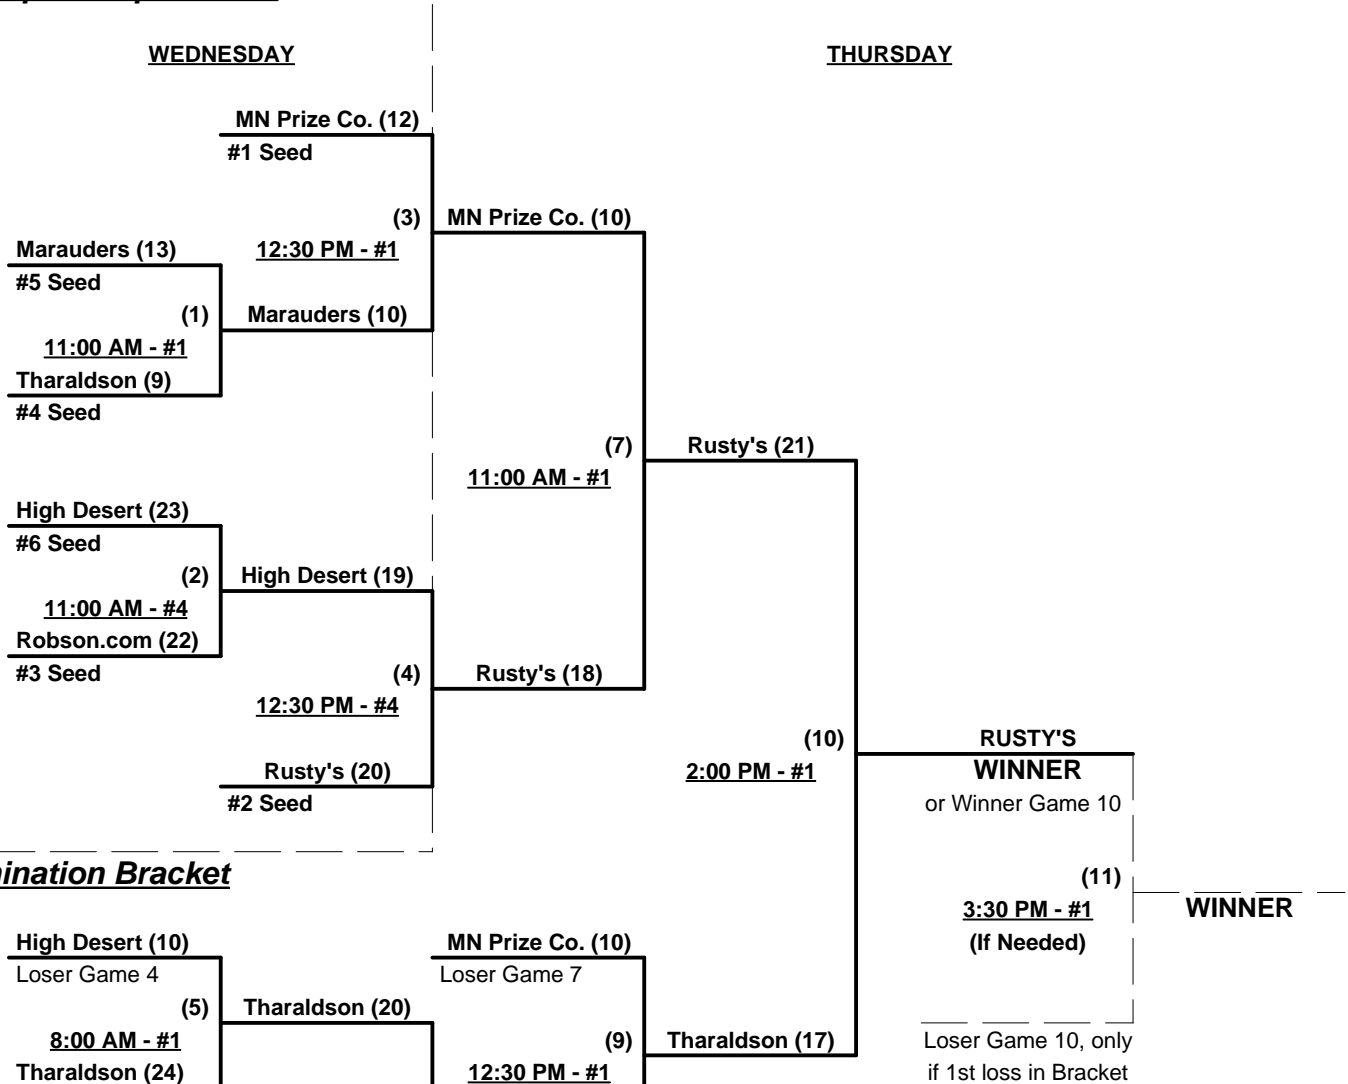 WEDNESDAY
THURSDAY
MN Prize Co. (12)
#1 Seed
(3)
MN Prize Co. (10)
Marauders (13)
12:30 PM - #1
#5 Seed
(1)
Marauders (10)
11:00 AM - #1
Tharaldson (9)
#4 Seed
(7)
Rusty's (21)
11:00 AM - #1
High Desert (23)
#6 Seed
(2)
High Desert (19)
11:00 AM - #4
Robson.com (22)
#3 Seed
(4)
Rusty's (18)
12:30 PM - #4
(10)
RUSTY'S
Rusty's (20)
2:00 PM - #1
WINNER
#2 Seed
or Winner Game 10
ination Bracket
(11)
3:30 PM - #1
WINNER
High Desert (10)
MN Prize Co. (10)
(If Needed)
Loser Game 4
Loser Game 7
(5)
Tharaldson (20)
8:00 AM - #1
(9)
Tharaldson (17)
Loser Game 10, only
Tharaldson (24)
12:30 PM - #1
if 1st loss in Bracket